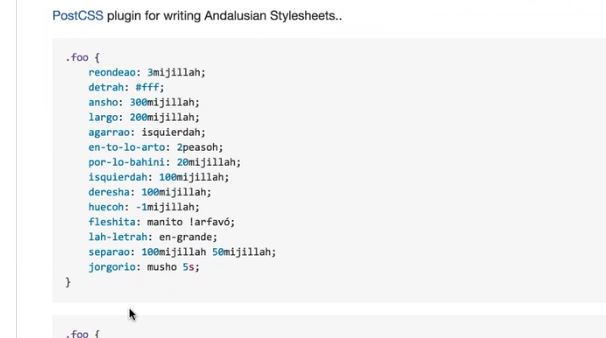 PostCSS plugin for writing Andalusian Stylesheets..
.foo {
reondeao: 3mijillah;
detrah: #fff;
ansho: 300mijillah;
largo: 200mijillah;
agarrao: isquierdah;
en-to-lo-arto: 2peasoh;
por-lo-bahini: 20mijillah;
isquierdah: 100mijillah;
deresha: 100mijillah;
huecoh: -1mijillah;
fleshita: manito !arfavó;
lah-letrah: en-grande;
separao: 100mijillah 50mijillah;
jorgorio: musho 5s;
}
.foo {